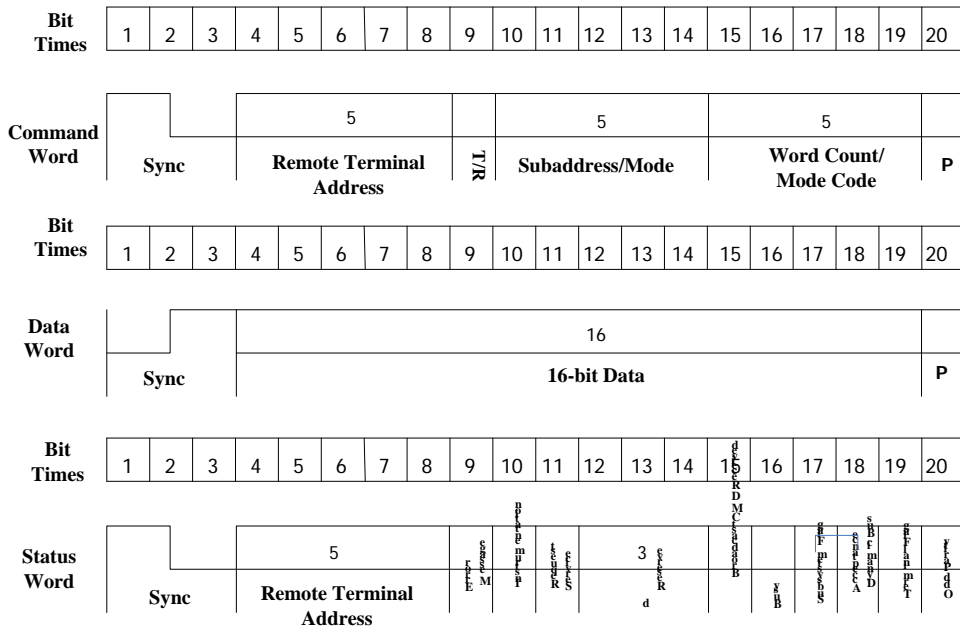 Bit
Times
1 2 3 4 5 6 7 8 9 10 11 12 13 14 15 16 17 18 19 20
Command
Word
5 5 5
Sync
Remote Terminal
Address
T/R
Subaddress/Mode
Word Count/
Mode Code
P
Bit
Times
1 2 3 4 5 6 7 8 9 10 11 12 13 14 15 16 17 18 19 20
Data
Word
16
Sync
16-bit Data
P
Bit
Times
1 2 3 4 5 6 7 8 9 10 11 12 13 14 15 16 17 18 19 20
Status
Word
5 3
Sync
Remote Terminal
Address
Message
Error
Service
Reserve
d
Busy